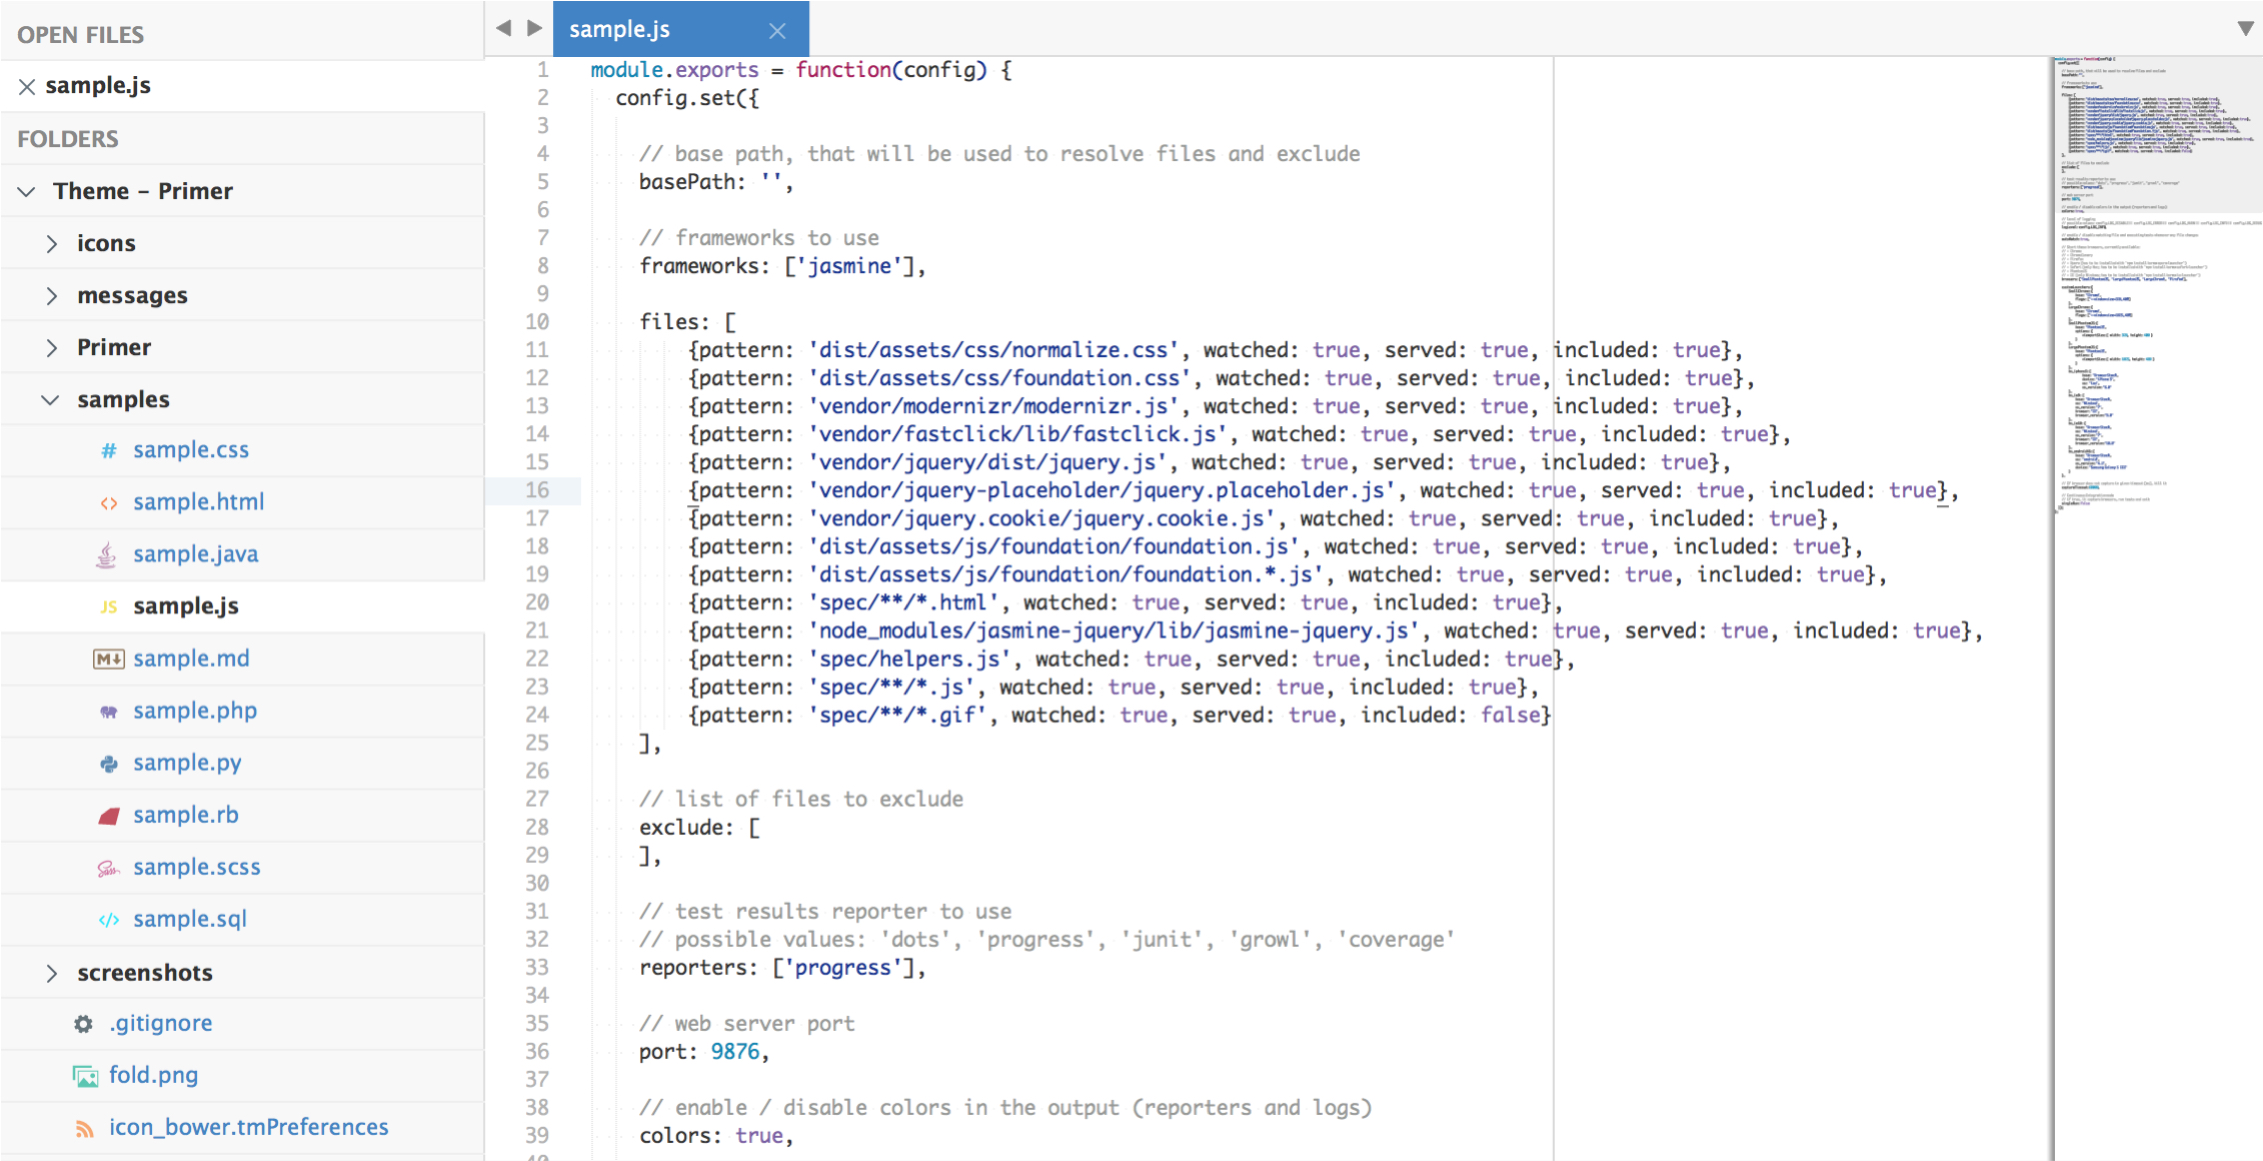 OPEN FILES
sample.js
FOLDERS
Theme – Primer
icons
messages
Primer
samples
# sample.css
<> sample.html
sample.java
JS sample.js
M sample.md
sample.php
sample.py
sample.rb
Sass sample.scss
</> sample.sql
screenshots
.gitignore
fold.png
icon_bower.tmPreferences
sample.js
1 module.exports = function(config) {
2 config.set({
3
4 // base path, that will be used to resolve files and exclude
5 basePath: '',
6
7 // frameworks to use
8 frameworks: ['jasmine'],
9
10 files: [
11 {pattern: 'dist/assets/css/normalize.css', watched: true, served: true, included: true},
12 {pattern: 'dist/assets/css/foundation.css', watched: true, served: true, included: true},
13 {pattern: 'vendor/modernizr/modernizr.js', watched: true, served: true, included: true},
14 {pattern: 'vendor/fastclick/lib/fastclick.js', watched: true, served: true, included: true},
15 {pattern: 'vendor/jquery/dist/jquery.js', watched: true, served: true, included: true},
16 {pattern: 'vendor/jquery-placeholder/jquery.placeholder.js', watched: true, served: true, included: true},
17 {pattern: 'vendor/jquery.cookie/jquery.cookie.js', watched: true, served: true, included: true},
18 {pattern: 'dist/assets/js/foundation/foundation.js', watched: true, served: true, included: true},
19 {pattern: 'dist/assets/js/foundation/foundation.*.js', watched: true, served: true, included: true},
20 {pattern: 'spec/**/*.html', watched: true, served: true, included: true},
21 {pattern: 'node_modules/jasmine-jquery/lib/jasmine-jquery.js', watched: true, served: true, included: true},
22 {pattern: 'spec/helpers.js', watched: true, served: true, included: true},
23 {pattern: 'spec/**/*.js', watched: true, served: true, included: true},
24 {pattern: 'spec/**/*.gif', watched: true, served: true, included: false}
25 ],
26
27 // list of files to exclude
28 exclude: [
29 ],
30
31 // test results reporter to use
32 // possible values: 'dots', 'progress', 'junit', 'growl', 'coverage'
33 reporters: ['progress'],
34
35 // web server port
36 port: 9876,
37
38 // enable / disable colors in the output (reporters and logs)
39 colors: true,
40